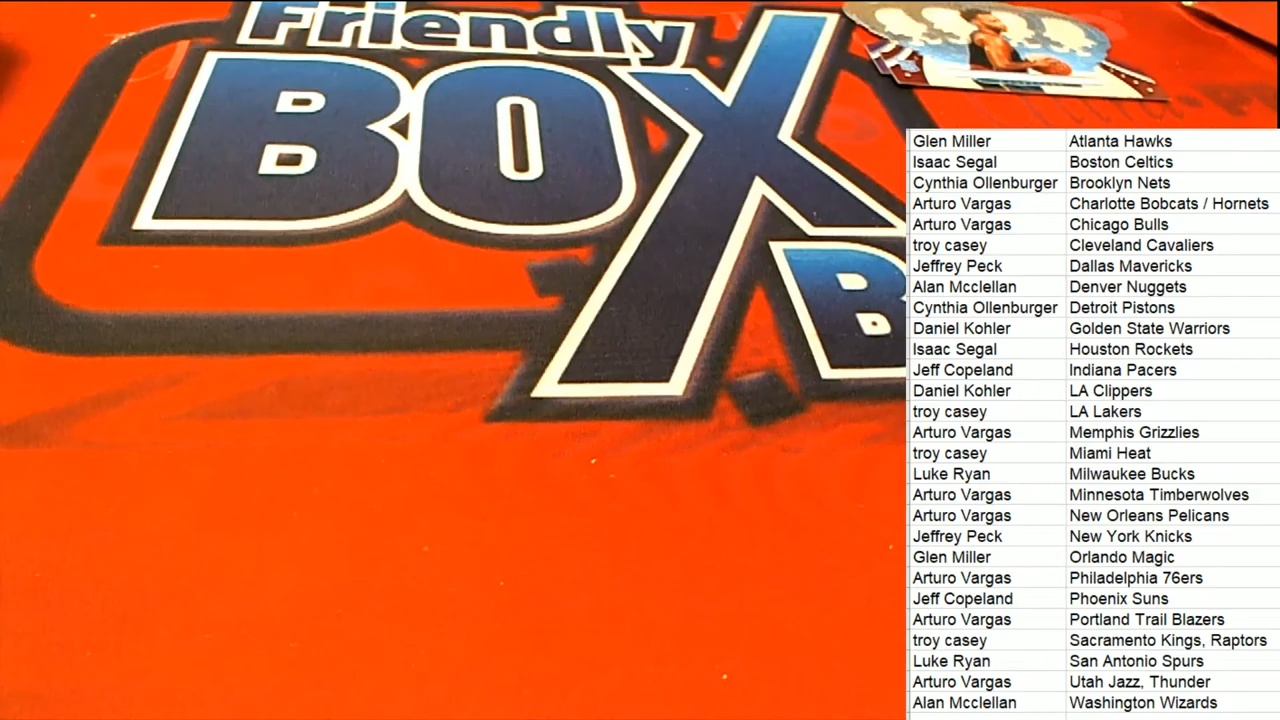 Friendly
BOX
B
Glen Miller Atlanta Hawks
Isaac Segal Boston Celtics
Cynthia Ollenburger Brooklyn Nets
Arturo Vargas Charlotte Bobcats / Hornets
Arturo Vargas Chicago Bulls
troy casey Cleveland Cavaliers
Jeffrey Peck Dallas Mavericks
Alan Mcclellan Denver Nuggets
Cynthia Ollenburger Detroit Pistons
Daniel Kohler Golden State Warriors
Isaac Segal Houston Rockets
Jeff Copeland Indiana Pacers
Daniel Kohler LA Clippers
troy casey LA Lakers
Arturo Vargas Memphis Grizzlies
troy casey Miami Heat
Luke Ryan Milwaukee Bucks
Arturo Vargas Minnesota Timberwolves
Arturo Vargas New Orleans Pelicans
Jeffrey Peck New York Knicks
Glen Miller Orlando Magic
Arturo Vargas Philadelphia 76ers
Jeff Copeland Phoenix Suns
Arturo Vargas Portland Trail Blazers
troy casey Sacramento Kings, Raptors
Luke Ryan San Antonio Spurs
Arturo Vargas Utah Jazz, Thunder
Alan Mcclellan Washington Wizards